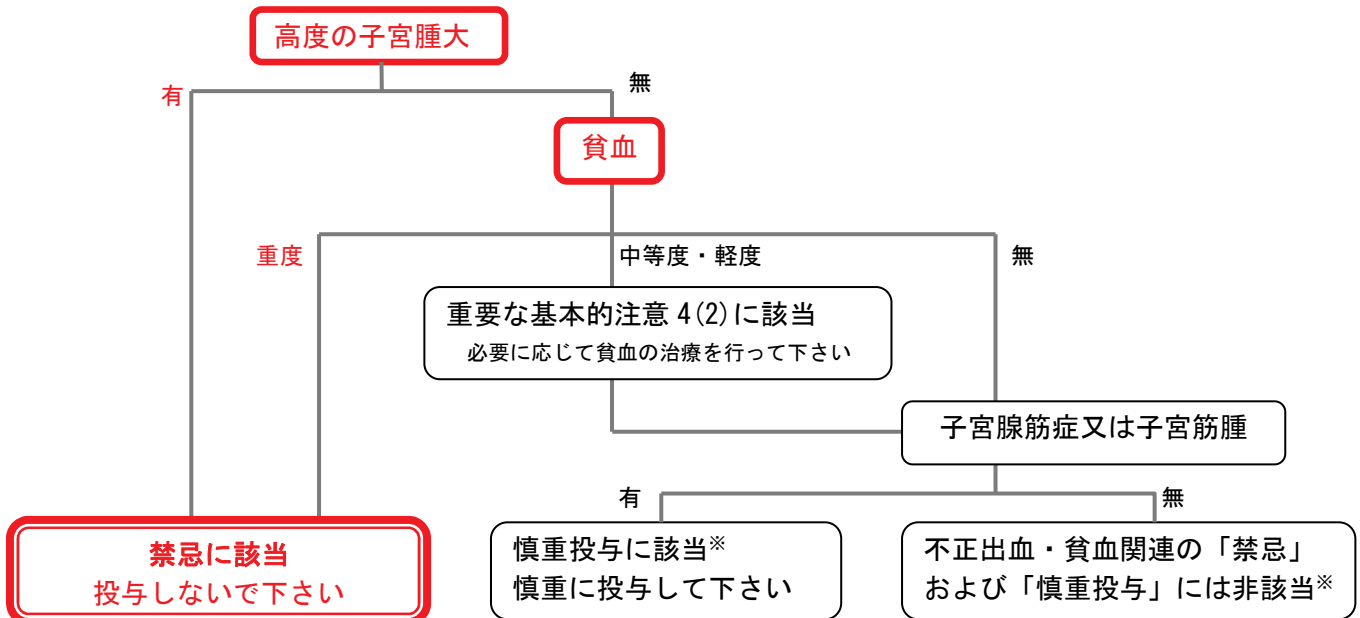 高度の子宮腫大
有
無
貧血
重度
中等度・軽度
無
重要な基本的注意 4(2)に該当
必要に応じて貧血の治療を行って下さい
子宮腺筋症又は子宮筋腫
有
無
禁忌に該当
投与しないで下さい
慎重投与に該当※
慎重に投与して下さい
不正出血・貧血関連の「禁忌」
および「慎重投与」には非該当※